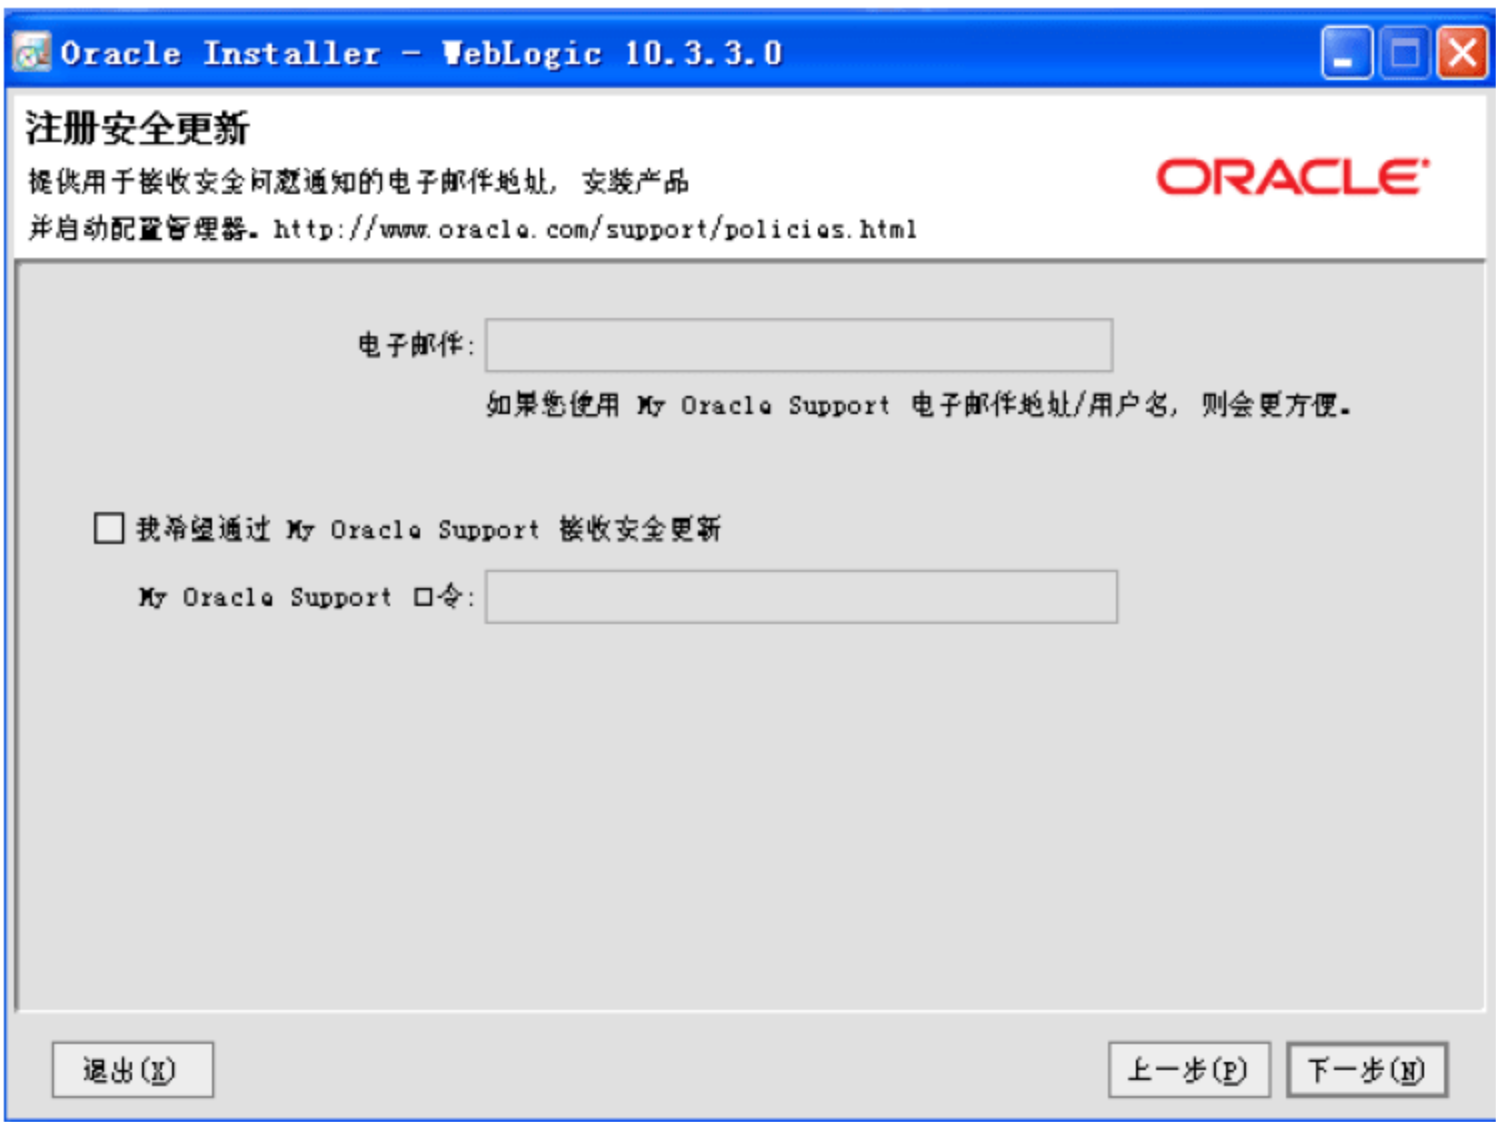 Oracle Installer - WebLogic 10.3.3.0
注册安全更新
提供用于接收安全问题通知的电子邮件地址, 安装产品
并启动配置管理器。http://www.oracle.com/support/policies.html
ORACLE
电子邮件:
如果您使用 My Oracle Support 电子邮件地址/用户名, 则会更方便。
我希望通过 My Oracle Support 接收安全更新
My Oracle Support 口令:
退出(X)
上一步(P)
下一步(N)